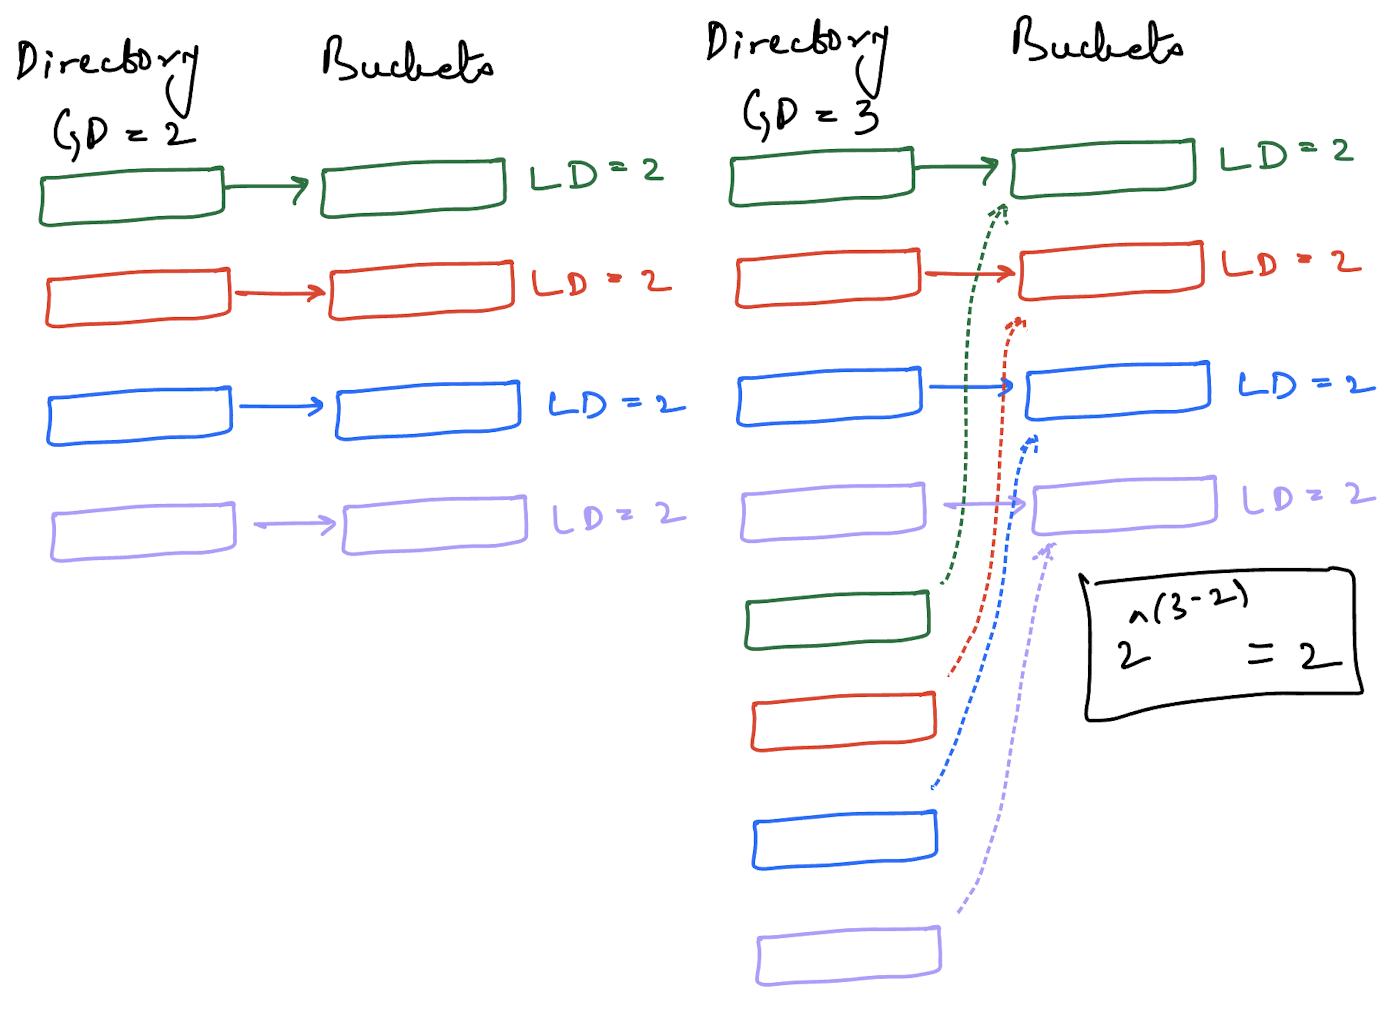 Directory Buckets
GD = 2
LD = 2
LD = 2
LD = 2
LD = 2
Directory Buckets
GD = 3
LD = 2
LD = 2
LD = 2
LD = 2
2^(3-2) = 2